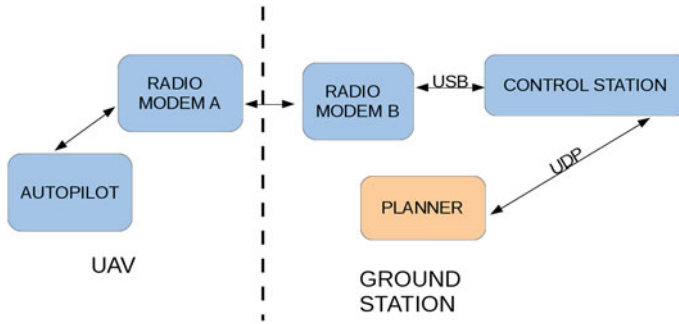 RADIO
MODEM A
AUTOPILOT
UAV
RADIO
MODEM B
USB
CONTROL STATION
UDP
PLANNER
GROUND
STATION